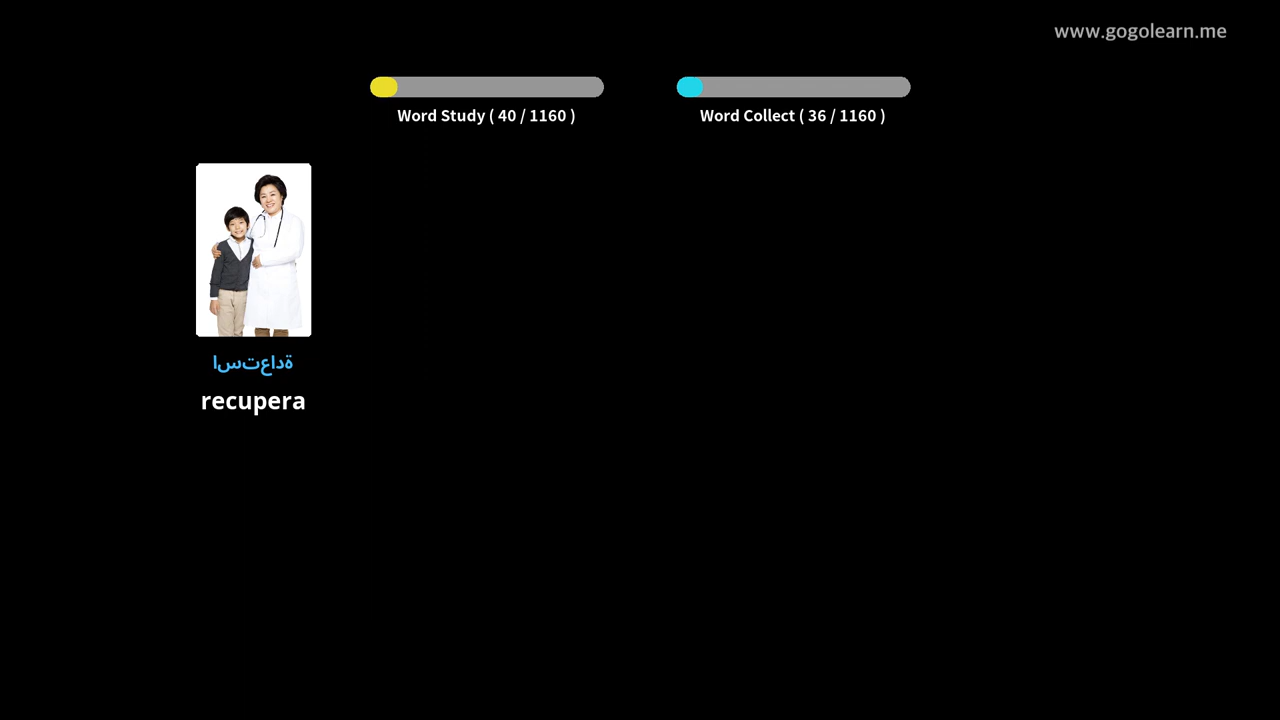 www.gogolearn.me
Word Study ( 40 / 1160 )
Word Collect ( 36 / 1160 )
استعادة
recupera